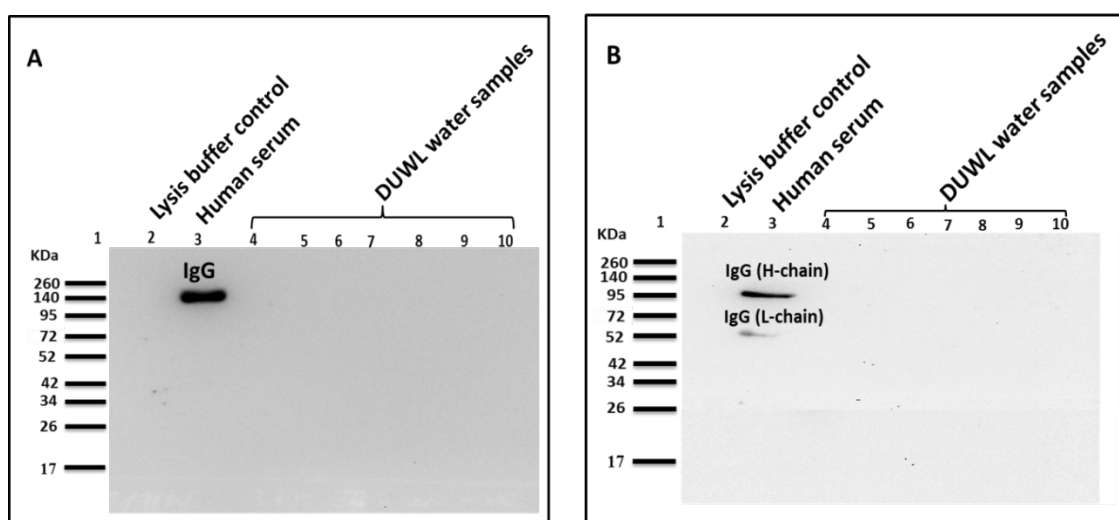 A
Lysis buffer control
Human serum
DUWL water samples
1 2 3 4 5 6 7 8 9 10
KDa
IgG
260
140
95
72
52
42
34
26
17
B
Lysis buffer control
Human serum
DUWL water samples
1 2 3 4 5 6 7 8 9 10
KDa
260
140
95
72
52
42
34
26
17
IgG (H-chain)
IgG (L-chain)